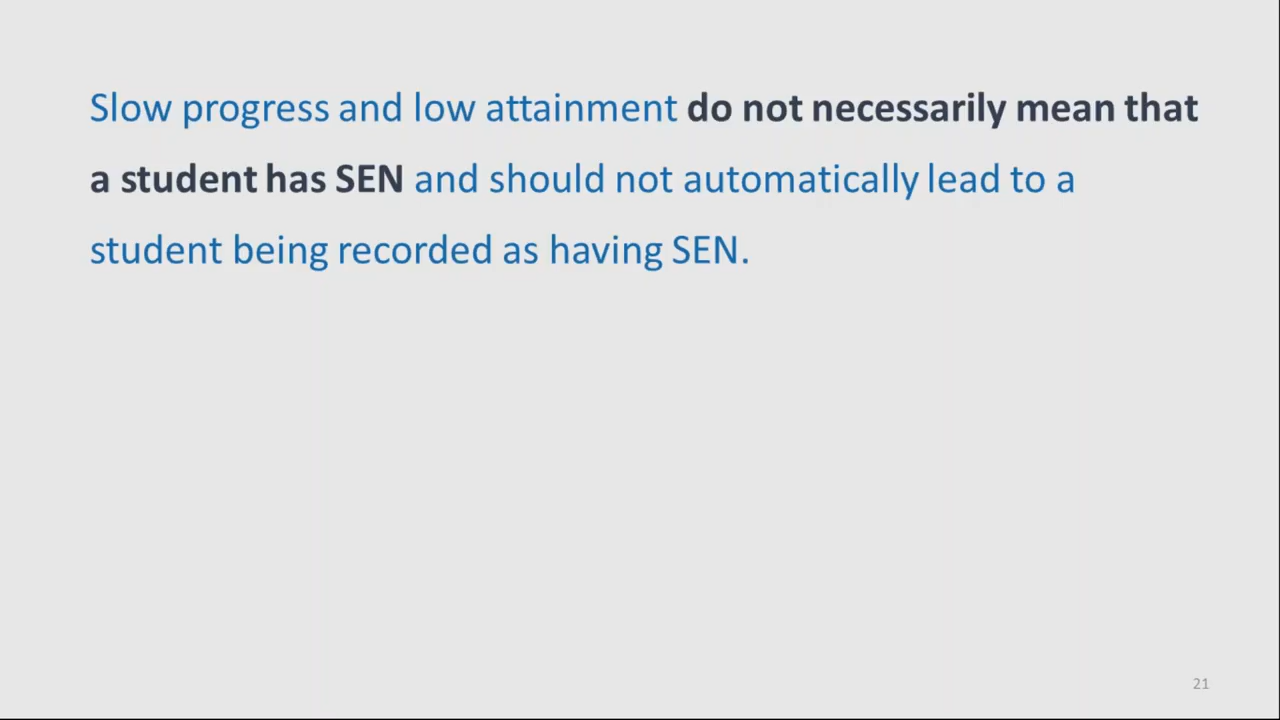 Slow progress and low attainment do not necessarily mean that
a student has SEN and should not automatically lead to a
student being recorded as having SEN.
21